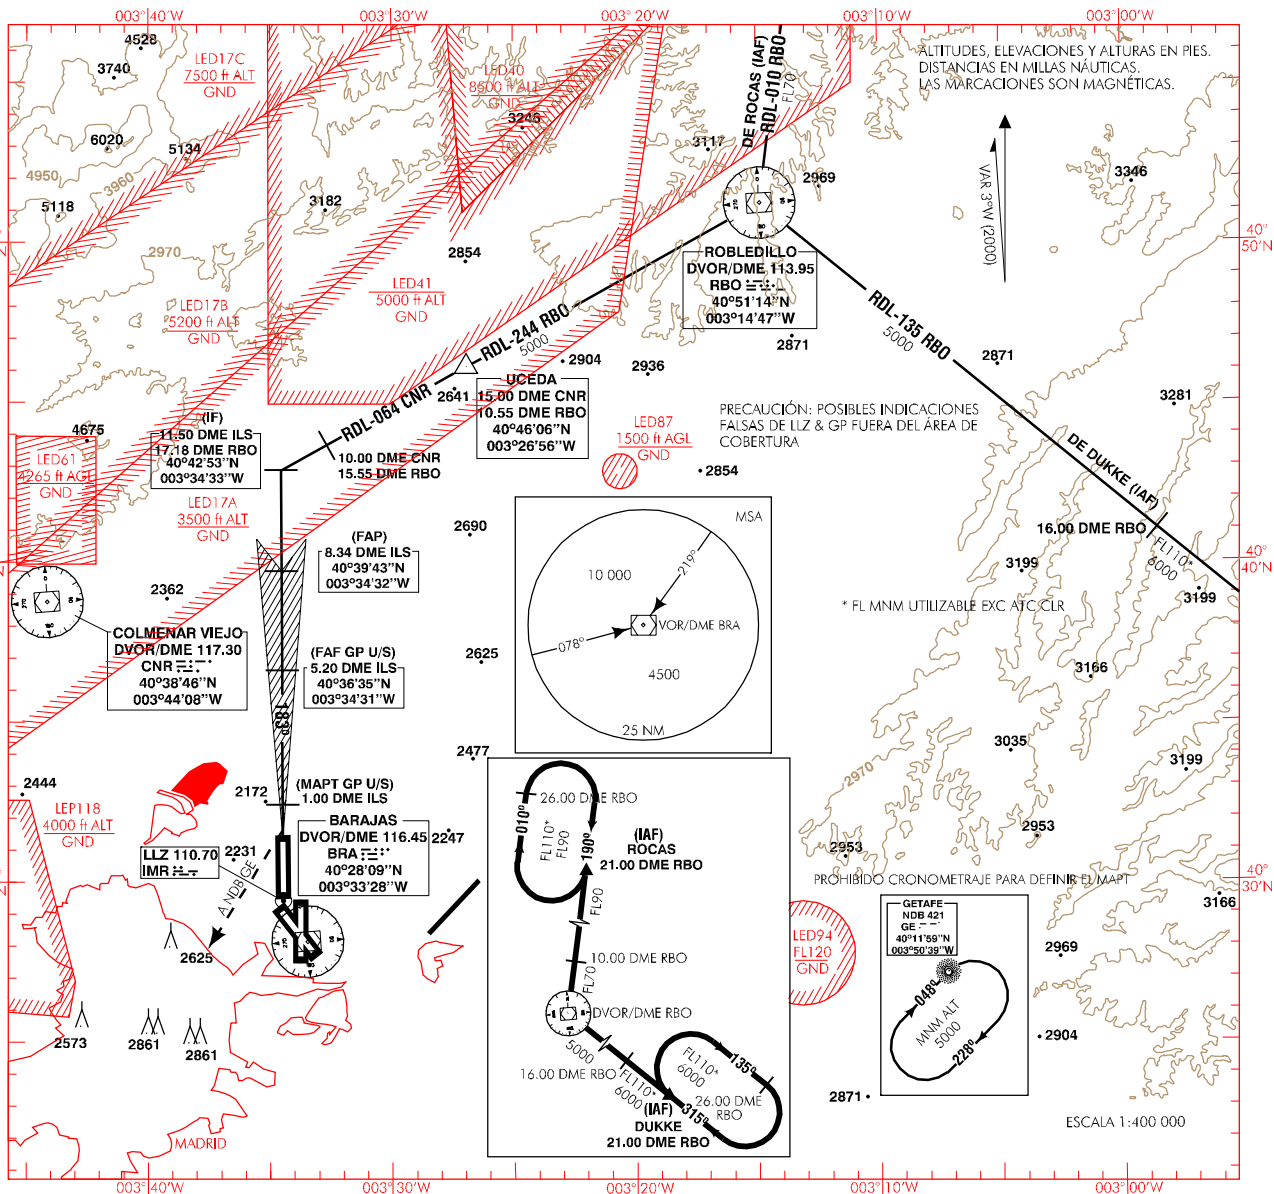 003°40'W
003°30'W
003°20'W
003°10'W
003°00'W
4528
3740
6020
5134
4950
3960
5118
2970
LED17C
7500 ft ALT
GND
LED40
8500 ft ALT
GND
3248
3182
2854
3117
2969
DE ROCAS (IAF)
RDL-010 RBO
FL70
ALTITUDES, ELEVACIONES Y ALTURAS EN PIES.
DISTANCIAS EN MILLAS NÁUTICAS.
LAS MARCACIONES SON MAGNÉTICAS.
VAR 3°W (2000)
3346
40°
50'N
LED17B
5200 ft ALT
GND
LED41
5000 ft ALT
GND
ROBLEDILLO
DVOR/DME 113.95
RBO
40°51'14"N
003°14'47"W
2871
RDL-244 RBO
5000
RDL-135 RBO
5000
2871
3281
2904
2936
2641
RDL-064 CNR
UCEDA
15.00 DME CNR
10.55 DME RBO
40°46'06"N
003°26'56"W
10.00 DME CNR
15.55 DME RBO
(IF)
11.50 DME ILS
17.18 DME RBO
40°42'53"N
003°34'33"W
4675
LED61
4265 ft AGL
GND
LED17A
3500 ft ALT
GND
LED87
1500 ft AGL
GND
PRECAUCIÓN: POSIBLES INDICACIONES
FALSAS DE LLZ & GP FUERA DEL ÁREA DE
COBERTURA
2854
DE DUKKE (IAF)
16.00 DME RBO
FL110*
6000
40°
40'N
2690
(FAP)
8.34 DME ILS
40°39'43"N
003°34'32"W
2362
COLMENAR VIEJO
DVOR/DME 117.30
CNR
40°38'46"N
003°44'08"W
(FAF GP U/S)
5.20 DME ILS
40°36'35"N
003°34'31"W
183°
2625
MSA
10 000
219°
078°
VOR/DME BRA
4500
25 NM
3199
3199
* FL MNM UTILIZABLE EXC ATC CLR
3166
3035
3199
2970
2953
2953
2477
2444
2172
(MAPT GP U/S)
1.00 DME ILS
LEP118
4000 ft ALT
GND
BARAJAS
DVOR/DME 116.45
BRA
40°28'09"N
003°33'28"W
2247
LLZ 110.70
IMR
2231
A NDB GE
2625
2573
2861
2861
MADRID
010°
26.00 DME RBO
FL110*
FL90
190°
(IAF)
ROCAS
21.00 DME RBO
FL90
10.00 DME RBO
FL70
DVOR/DME RBO
5000
16.00 DME RBO
FL110*
6000
FL110*
6000
135°
26.00 DME
RBO
315°
(IAF)
DUKKE
21.00 DME RBO
PROHIBIDO CRONOMETRAJE PARA DEFINIR EL MAPT
40°
30'N
3166
LED94
FL120
GND
GETAFE
NDB 421
GE
40°11'59"N
003°50'39"W
048°
MNM ALT
5000
228°
2969
2904
2871
ESCALA 1:400 000
003°40'W
003°30'W
003°20'W
003°10'W
003°00'W